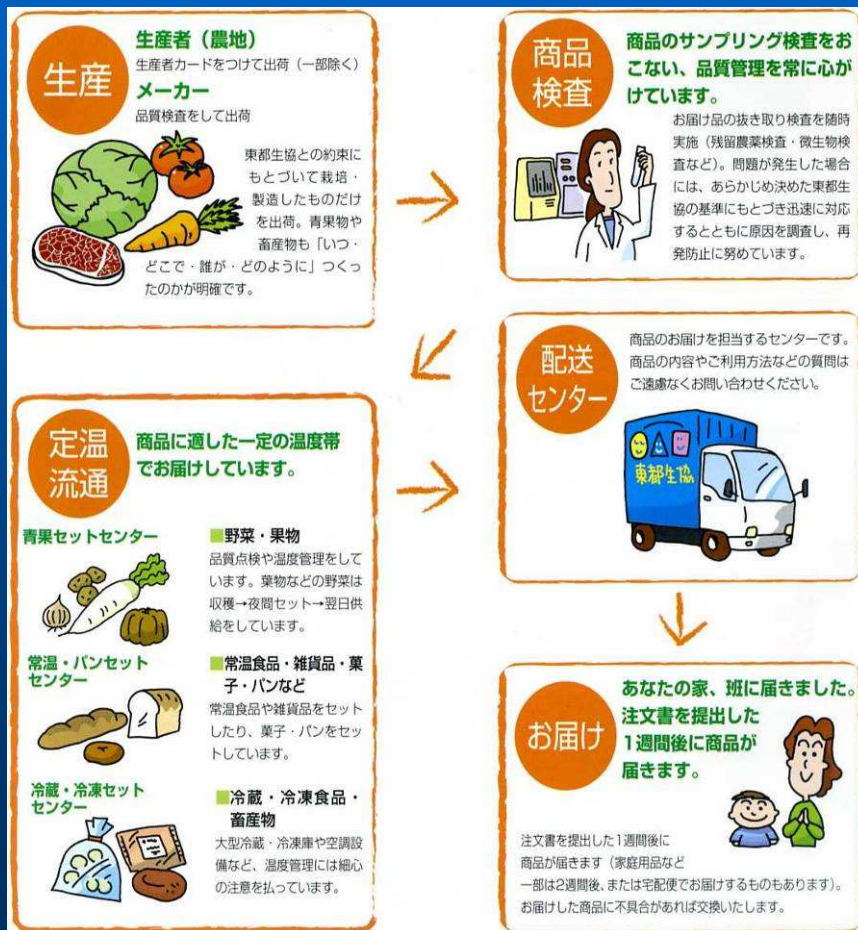 生産
生産者（農地）
生産者カードをつけて出荷（一部除く）
メーカー
品質検査をして出荷
東都生協との約束に
もとづいて栽培・
製造したものだけ
を出荷。青果物や
畜産物も「いつ・
どこで・誰が・どのように」つくっ
たのかが明確です。
商品
検査
商品のサンプリング検査をお
こない、品質管理を常に心が
けています。
お届け品の抜き取り検査を随時
実施（残留農薬検査・微生物検
査など）。問題が発生した場合
には、あらかじめ決めた東都生
協の基準にもとづき迅速に対応
するとともに原因を調査し、再
発防止に努めています。
定温
流通
商品に適した一定の温度帯
でお届けしています。
青果セットセンター
■野菜・果物
品質点検や温度管理をして
います。葉物などの野菜は
収穫→夜間セット→翌日供
給をしています。
常温・パンセット
センター
■常温食品・雑貨品・菓
子・パンなど
常温食品や雑貨品をセット
したり、菓子・パンをセッ
トしています。
冷蔵・冷凍セット
センター
■冷蔵・冷凍食品・
畜産物
大型冷蔵・冷凍庫や空調設
備など、温度管理には細心
の注意を払っています。
配送
センター
商品のお届けを担当するセンターです。
商品の内容やご利用方法などの質問は
ご遠慮なくお問い合わせください。
東都生協
お届け
あなたの家、班に届きました。
注文書を提出した
1週間後に商品が
届きます。
注文書を提出した1週間後に
商品が届きます（家庭用品など
一部は2週間後、または宅配便でお届けするものもあります）。
お届けした商品に不具合があれば交換いたします。